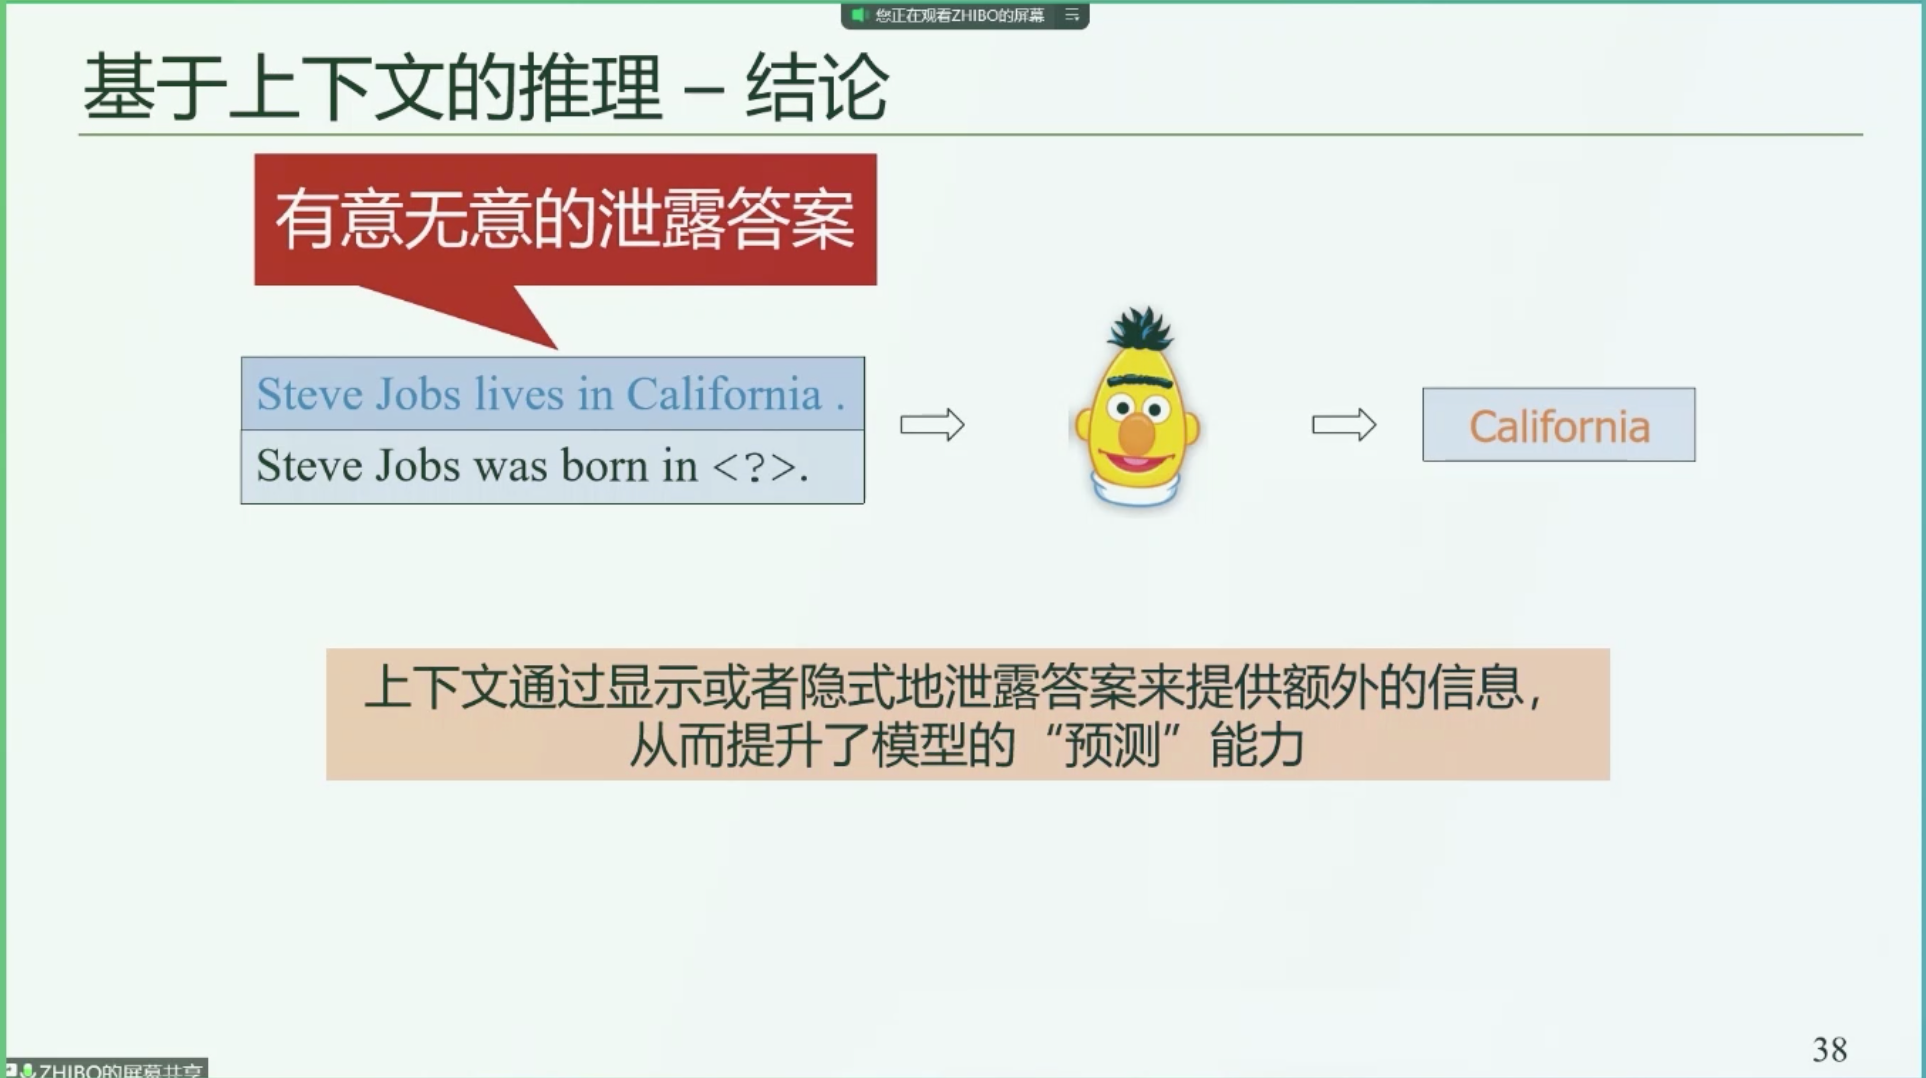 您正在观看ZHIBO的屏幕
基于上下文的推理 – 结论
有意无意的泄露答案
Steve Jobs lives in California .
Steve Jobs was born in <?>.
California
上下文通过显示或者隐式地泄露答案来提供额外的信息，
从而提升了模型的“预测”能力
38
ZHIBO的屏幕共享